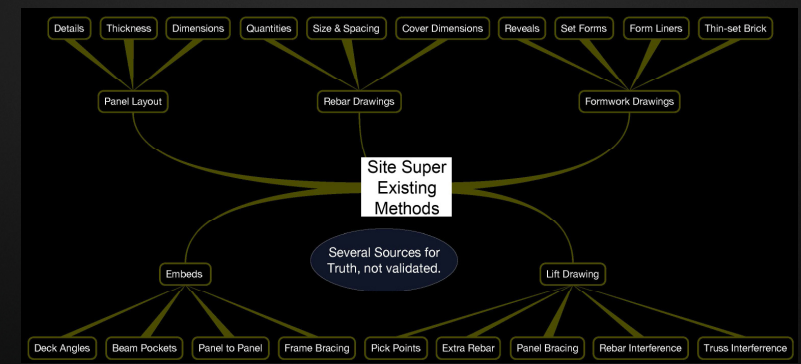 Details
Thickness
Dimensions
Quantities
Size & Spacing
Cover Dimensions
Reveals
Set Forms
Form Liners
Thin-set Brick
Panel Layout
Rebar Drawings
Formwork Drawings
Site Super
Existing
Methods
Several Sources for
Truth, not validated.
Embeds
Lift Drawing
Deck Angles
Beam Pockets
Panel to Panel
Frame Bracing
Pick Points
Extra Rebar
Panel Bracing
Rebar Interference
Truss Interferrence